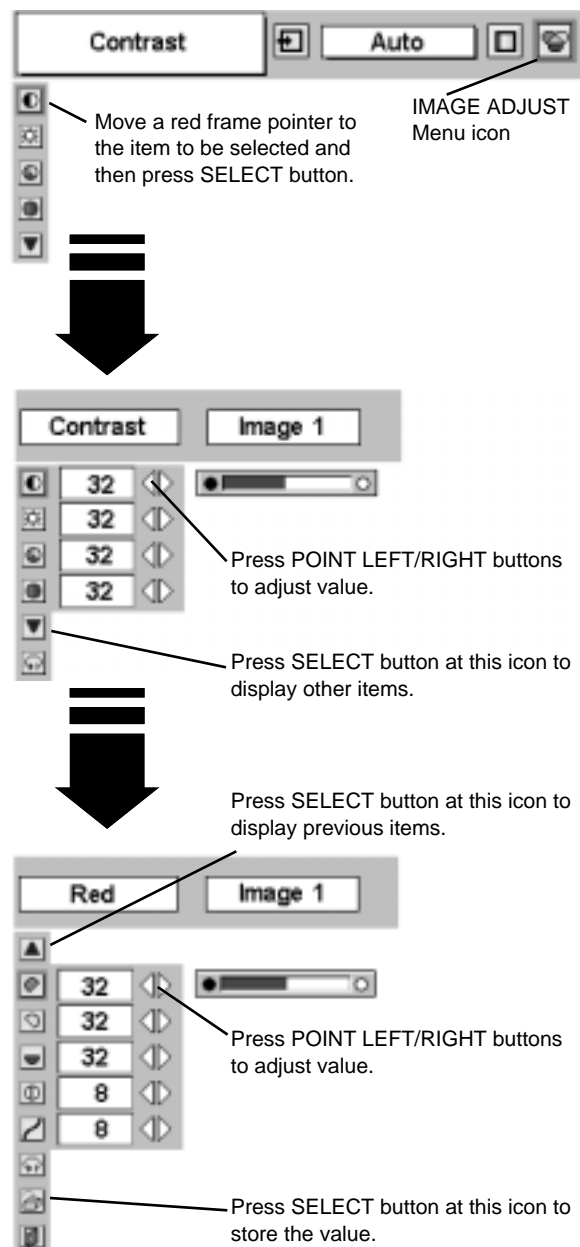 Contrast
Auto
IMAGE ADJUST
Menu icon
Move a red frame pointer to
the item to be selected and
then press SELECT button.
Contrast
Image 1
32
32
32
32
Press POINT LEFT/RIGHT buttons
to adjust value.
Press SELECT button at this icon to
display other items.
Press SELECT button at this icon to
display previous items.
Red
Image 1
32
32
32
8
8
Press POINT LEFT/RIGHT buttons
to adjust value.
Press SELECT button at this icon to
store the value.